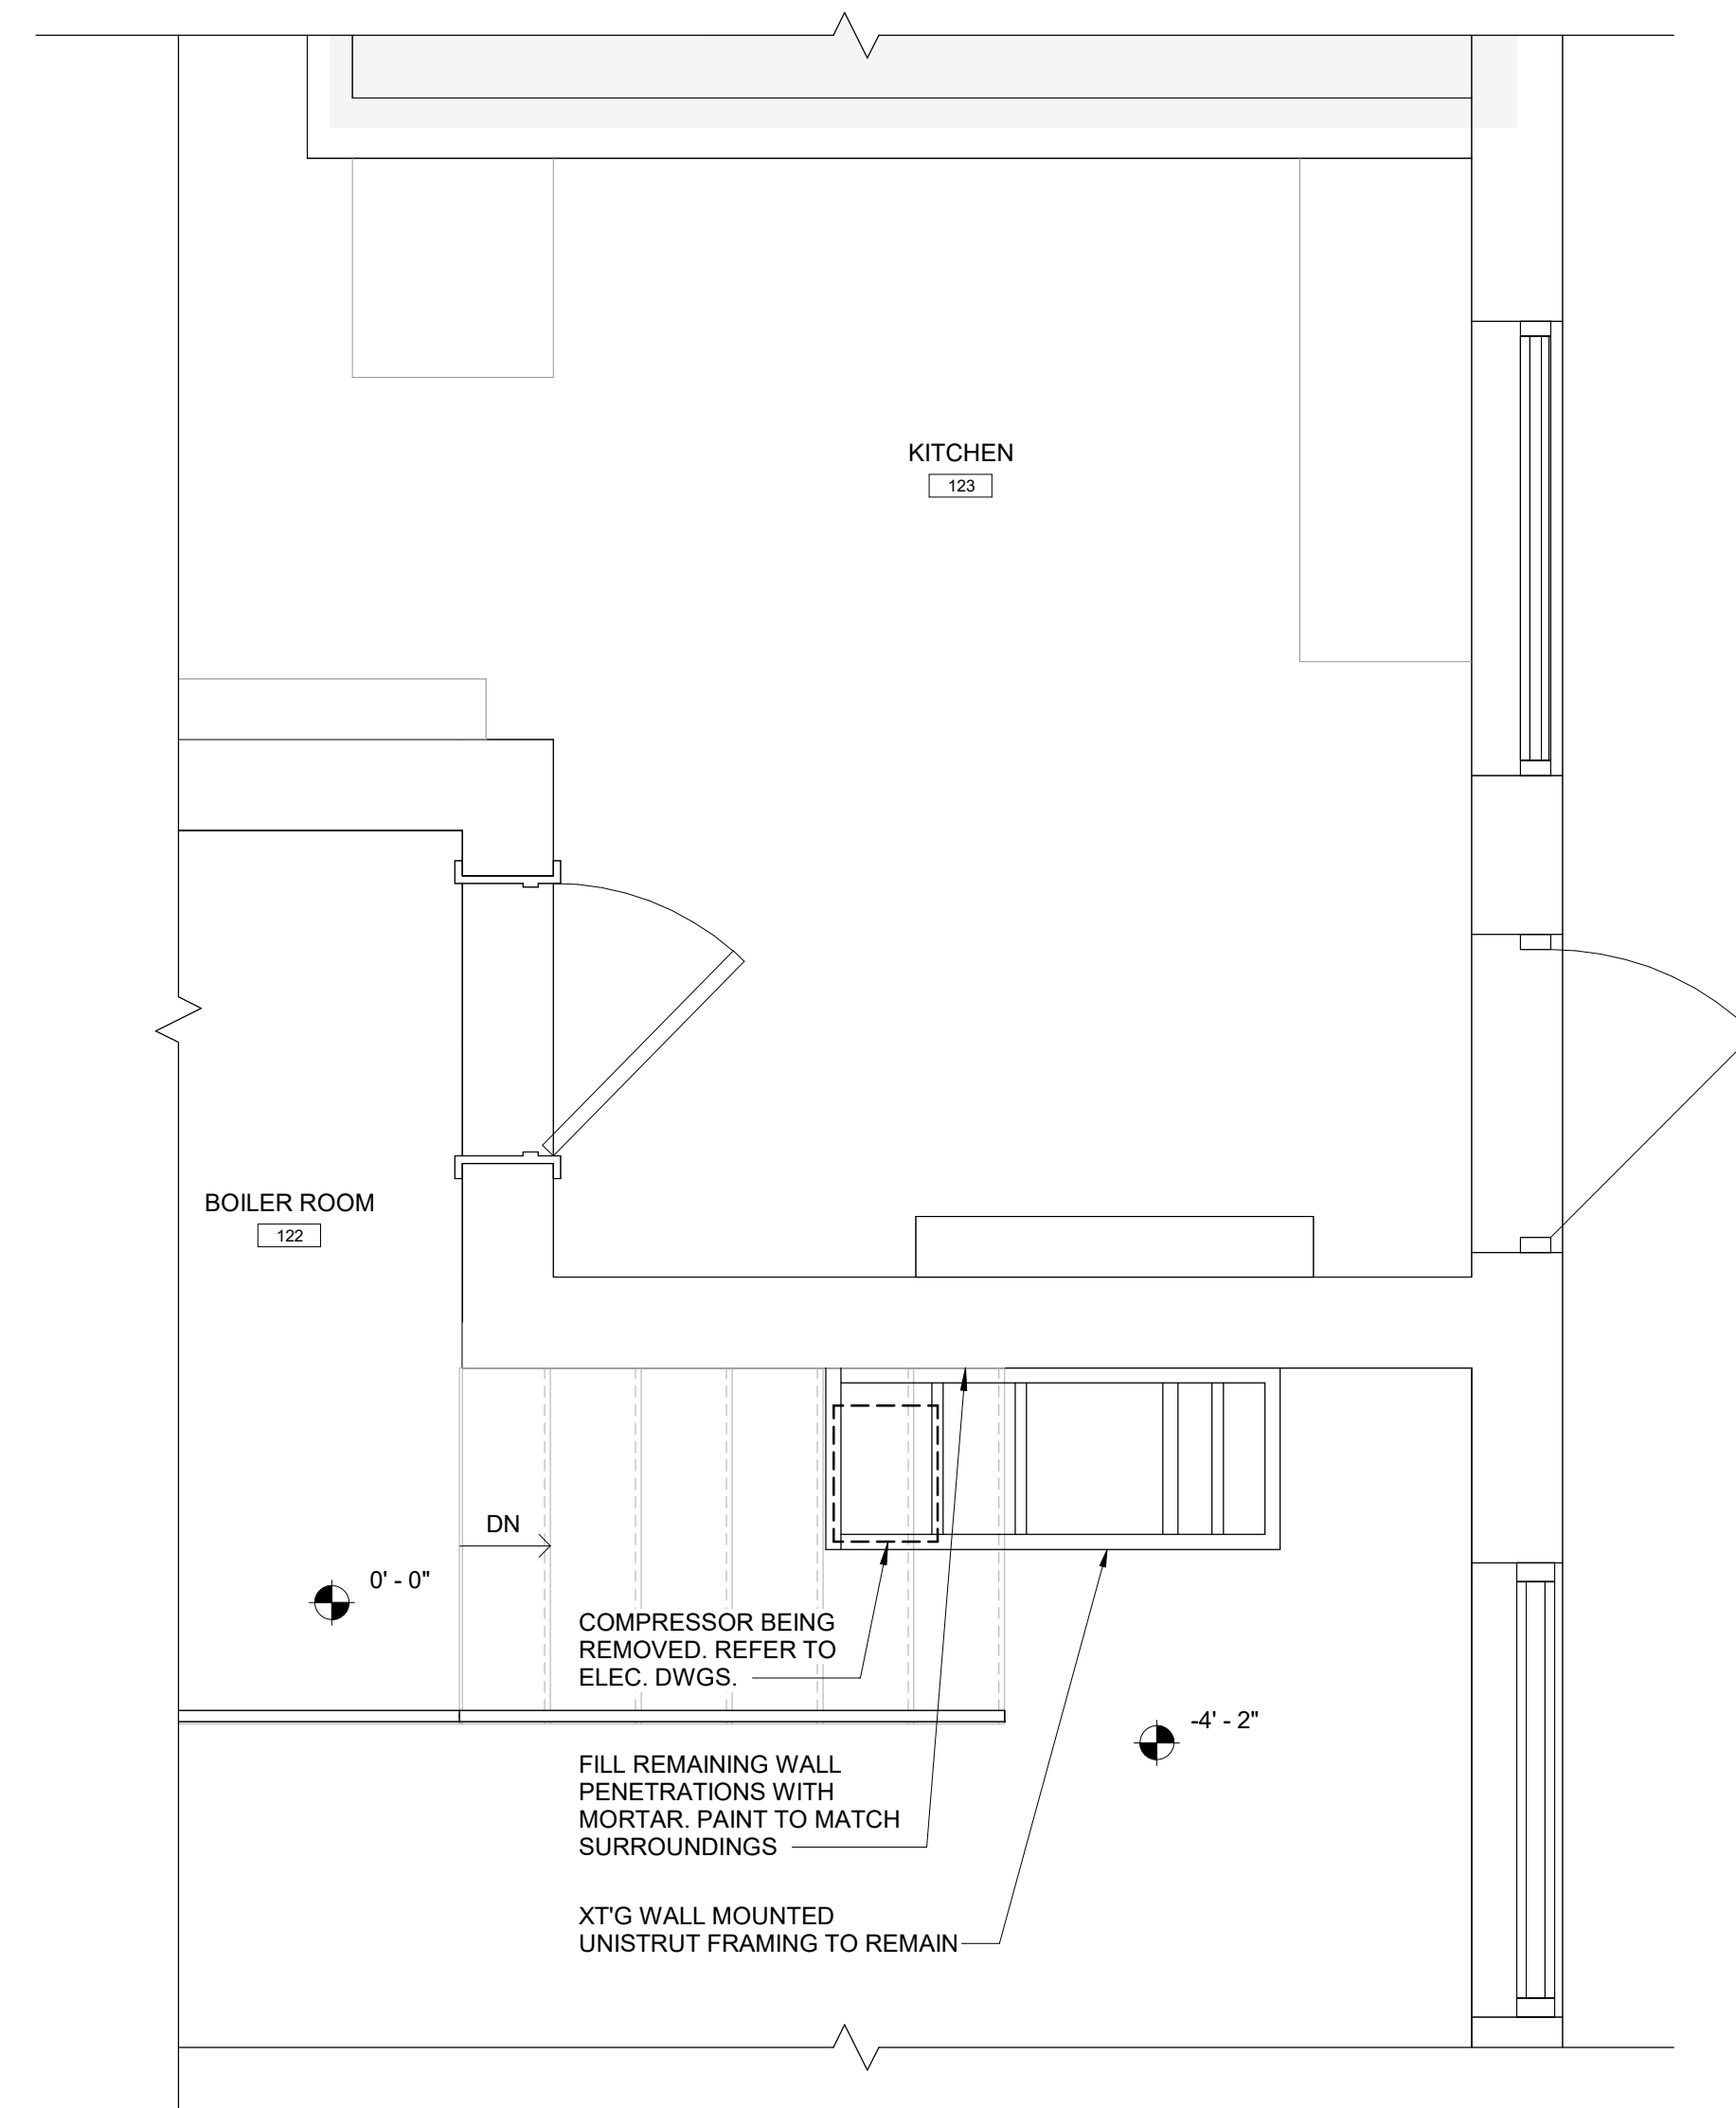 KITCHEN
123
BOILER ROOM
122
DN
0' - 0"
COMPRESSOR BEING
REMOVED. REFER TO
ELEC. DWGS.
-4' - 2"
FILL REMAINING WALL
PENETRATIONS WITH
MORTAR. PAINT TO MATCH
SURROUNDINGS
XT'G WALL MOUNTED
UNISTRUT FRAMING TO REMAIN